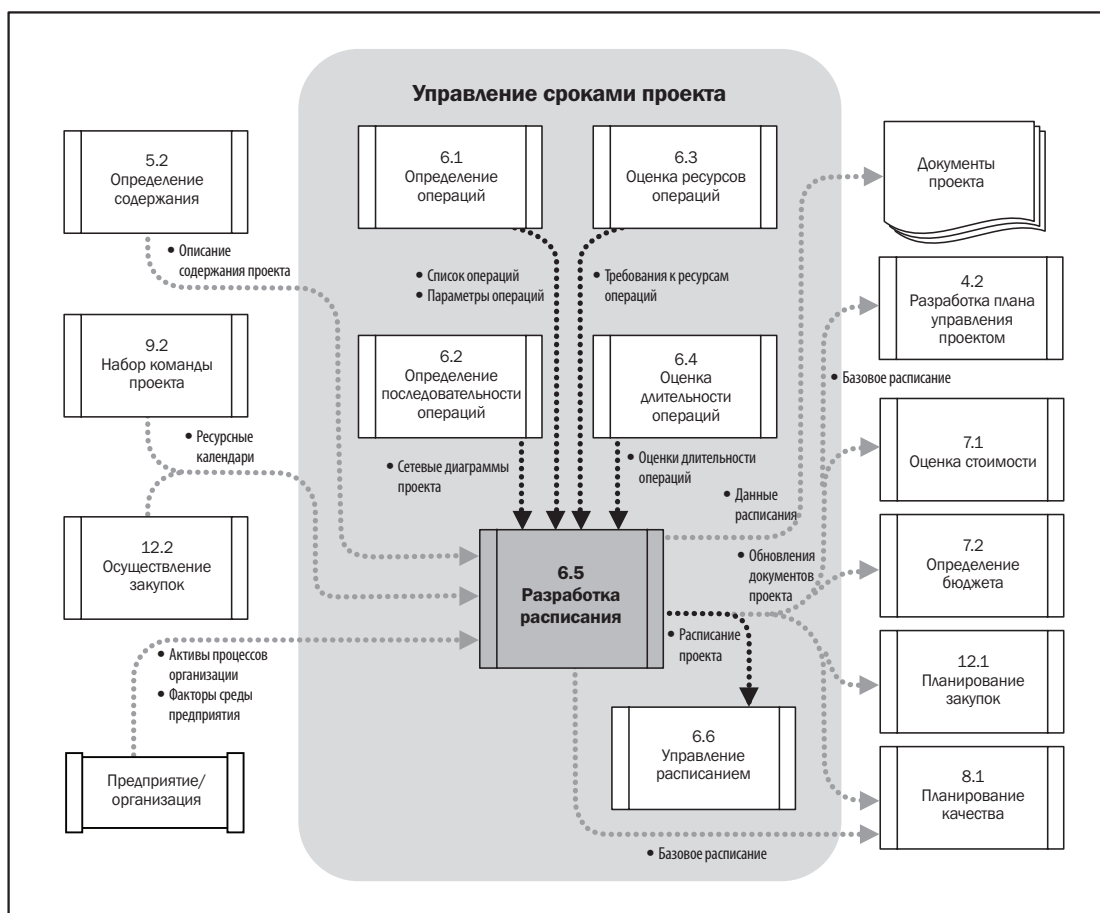 Управление сроками проекта
5.2
Определение
содержания
• Описание
содержания проекта
9.2
Набор команды
проекта
• Ресурсные
календари
12.2
Осуществление
закупок
• Активы процессов
организации
• Факторы среды
предприятия
Предприятие/
организация
6.1
Определение
операций
• Список операций
• Параметры операций
6.3
Оценка ресурсов
операций
• Требования к ресурсам
операций
6.2
Определение
последовательности
операций
• Сетевые диаграммы
проекта
6.4
Оценка
длительности
операций
• Оценки длительности
операций
6.5
Разработка
расписания
• Данные
расписания
• Обновления
документов
проекта
• Расписание
проекта
6.6
Управление
расписанием
• Базовое расписание
Документы
проекта
4.2
Разработка плана
управления
проектом
• Базовое расписание
7.1
Оценка стоимости
7.2
Определение
бюджета
12.1
Планирование
закупок
8.1
Планирование
качества